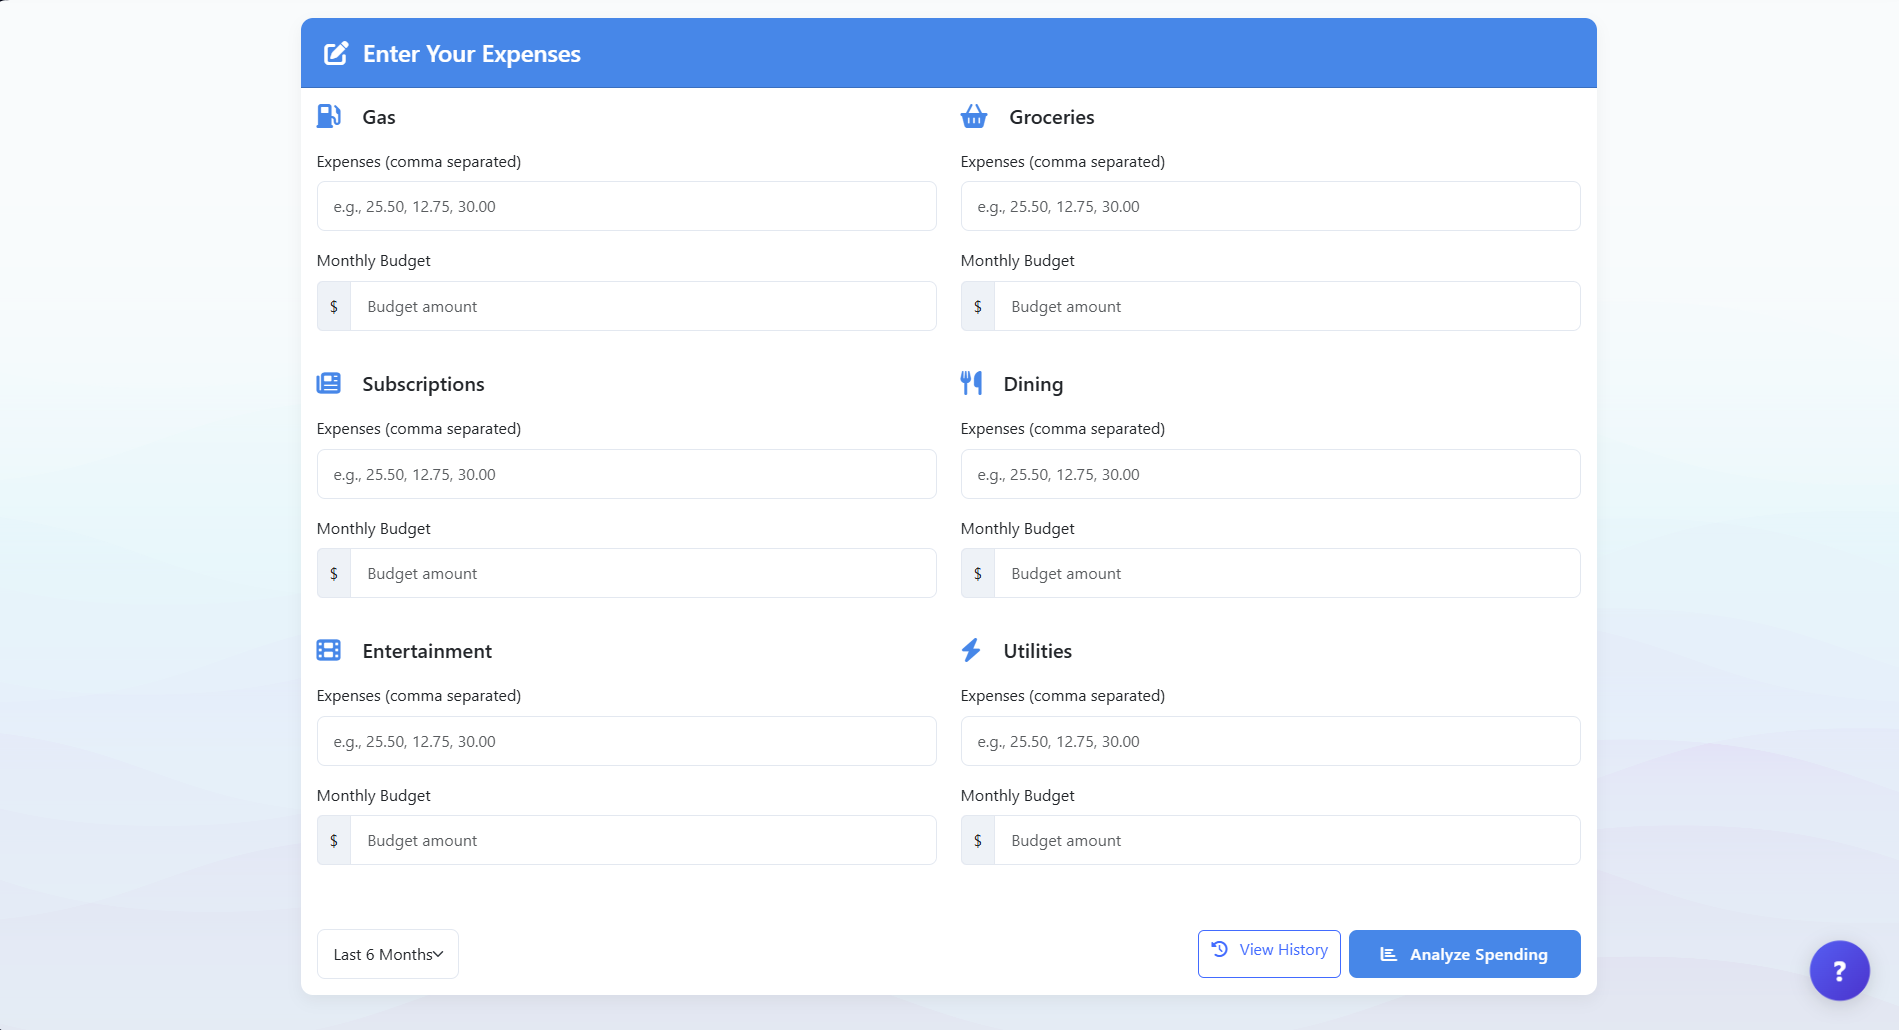 Enter Your Expenses
Gas
Expenses (comma separated)
e.g., 25.50, 12.75, 30.00
Monthly Budget
$ Budget amount
Groceries
Expenses (comma separated)
e.g., 25.50, 12.75, 30.00
Monthly Budget
$ Budget amount
Subscriptions
Expenses (comma separated)
e.g., 25.50, 12.75, 30.00
Monthly Budget
$ Budget amount
Dining
Expenses (comma separated)
e.g., 25.50, 12.75, 30.00
Monthly Budget
$ Budget amount
Entertainment
Expenses (comma separated)
e.g., 25.50, 12.75, 30.00
Monthly Budget
$ Budget amount
Utilities
Expenses (comma separated)
e.g., 25.50, 12.75, 30.00
Monthly Budget
$ Budget amount
Last 6 Months
View History
Analyze Spending
?